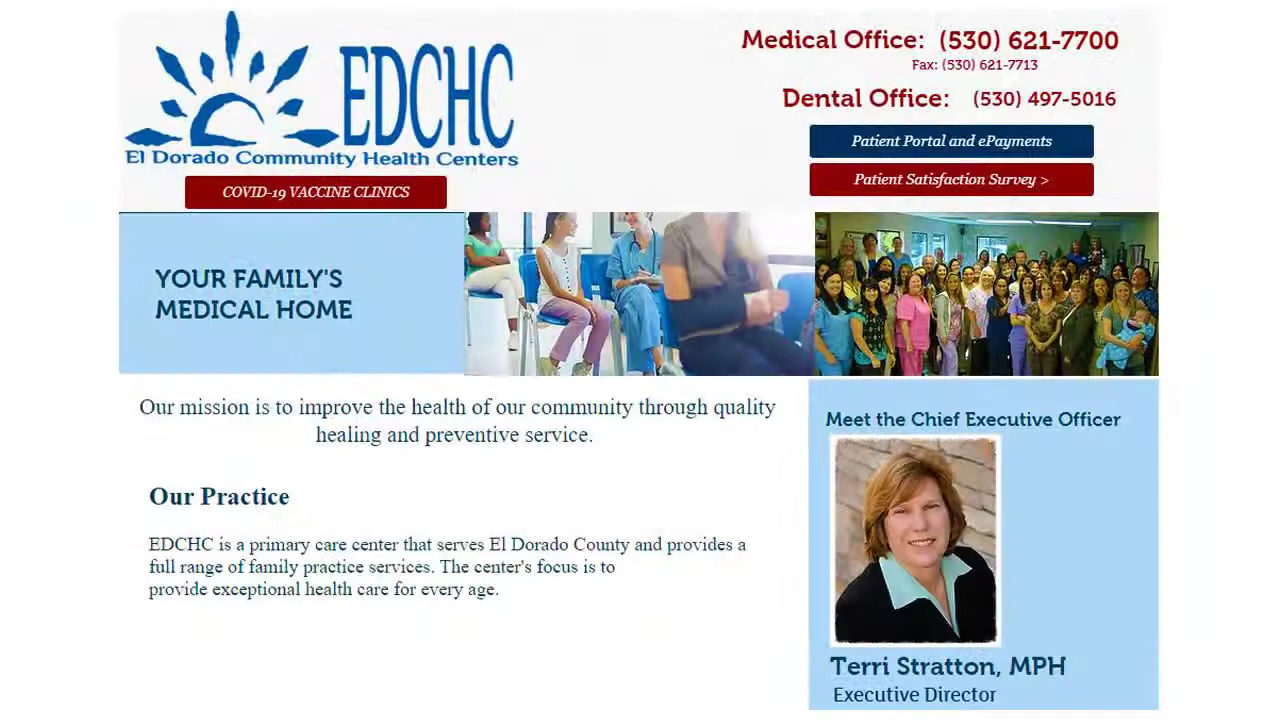 EDCHC
El Dorado Community Health Centers
COVID-19 VACCINE CLINICS
Medical Office: (530) 621-7700
Fax: (530) 621-7713
Dental Office: (530) 497-5016
Patient Portal and ePayments
Patient Satisfaction Survey >
YOUR FAMILY'S
MEDICAL HOME
Our mission is to improve the health of our community through quality
healing and preventive service.
Our Practice
EDCHC is a primary care center that serves El Dorado County and provides a
full range of family practice services. The center's focus is to
provide exceptional health care for every age.
Meet the Chief Executive Officer
Terri Stratton, MPH
Executive Director